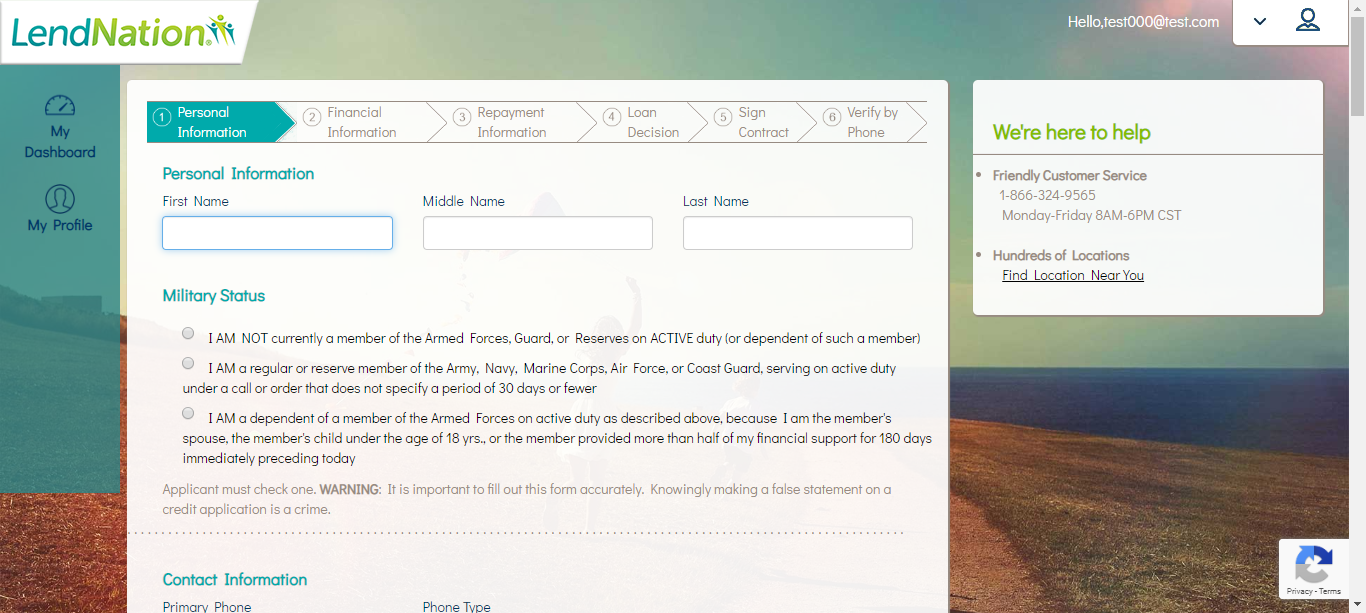 LendNation
Hello,test000@test.com
My
Dashboard
My Profile
1 Personal
Information
2 Financial
Information
3 Repayment
Information
4 Loan
Decision
5 Sign
Contract
6 Verify by
Phone
Personal Information
First Name
Middle Name
Last Name
Military Status
I AM NOT currently a member of the Armed Forces, Guard, or Reserves on ACTIVE duty (or dependent of such a member)
I AM a regular or reserve member of the Army, Navy, Marine Corps, Air Force, or Coast Guard, serving on active duty
under a call or order that does not specify a period of 30 days or fewer
I AM a dependent of a member of the Armed Forces on active duty as described above, because I am the member's
spouse, the member's child under the age of 18 yrs., or the member provided more than half of my financial support for 180 days
immediately preceding today
Applicant must check one. WARNING: It is important to fill out this form accurately. Knowingly making a false statement on a
credit application is a crime.
Contact Information
Primary Phone
Phone Type
We're here to help
Friendly Customer Service
1-866-324-9565
Monday-Friday 8AM-6PM CST
Hundreds of Locations
Find Location Near You
Privacy - Terms